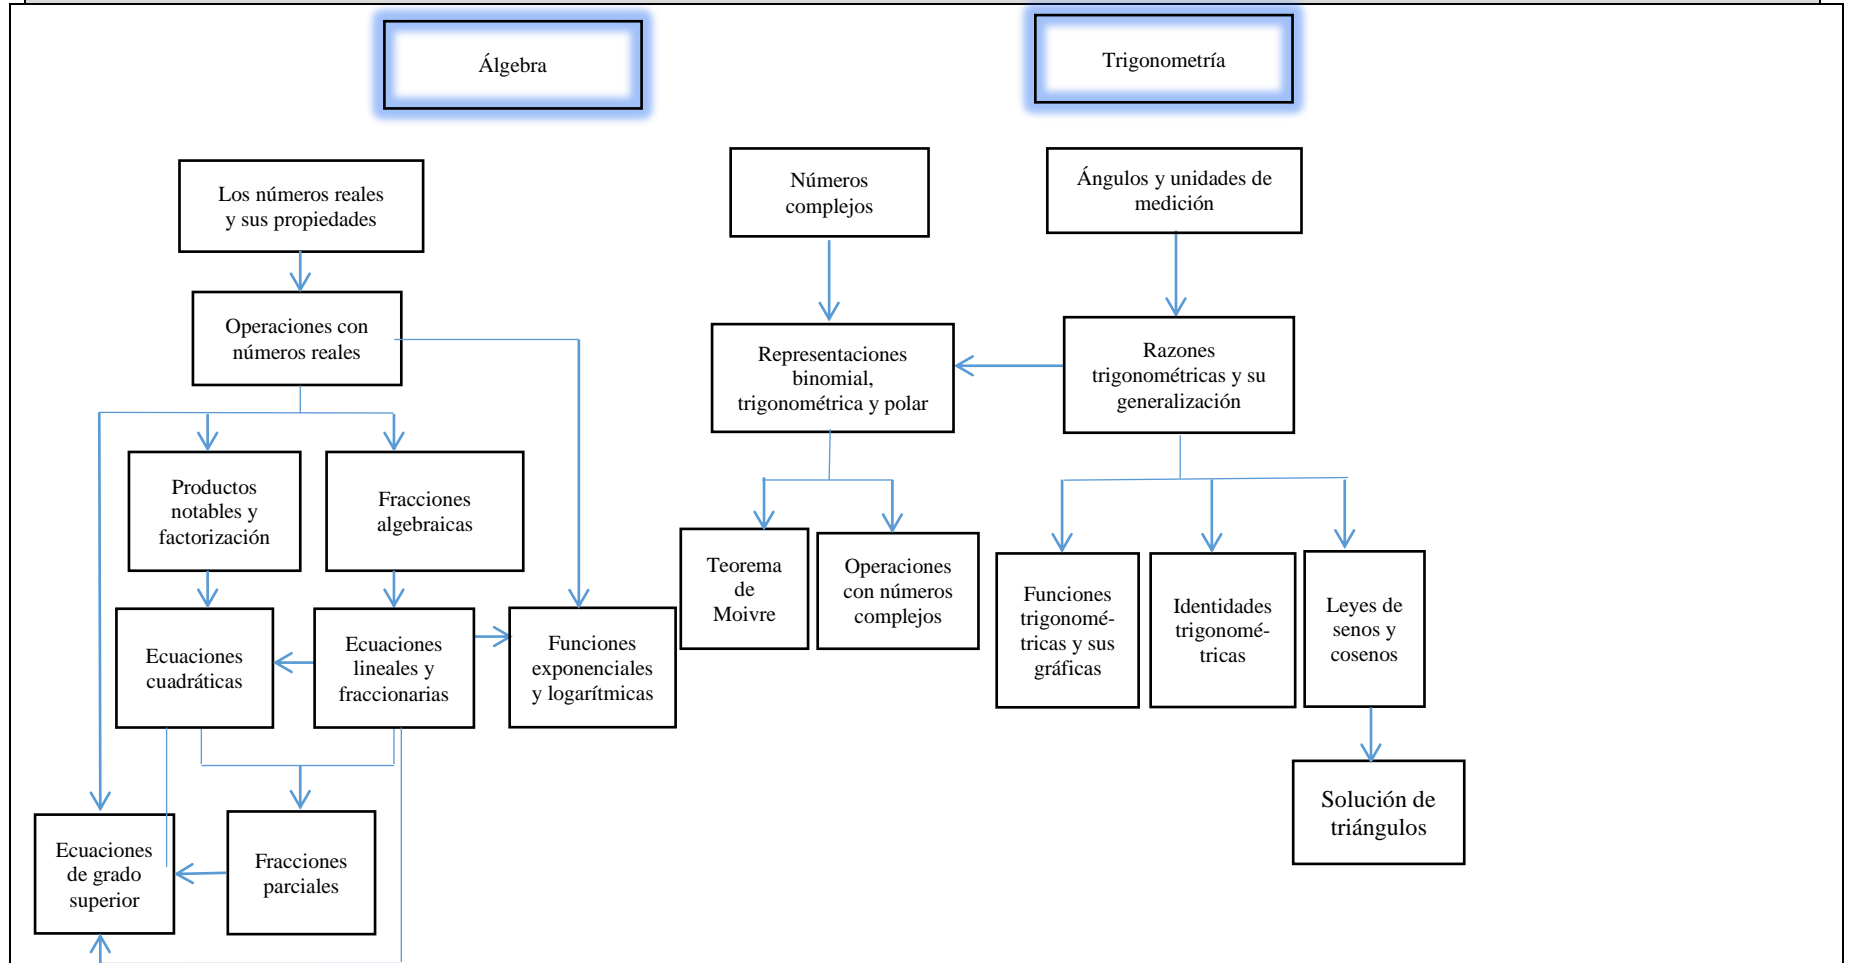 Álgebra
Trigonometría
Los números reales
y sus propiedades
Números
complejos
Ángulos y unidades de
medición
Operaciones con
números reales
Representaciones
binomial,
trigonométrica y polar
Razones
trigonométricas y su
generalización
Productos
notables y
factorización
Fracciones
algebraicas
Teorema
de
Moivre
Operaciones
con números
complejos
Funciones
trigonomé-
tricas y sus
gráficas
Identidades
trigonomé-
tricas
Leyes de
senos y
cosenos
Ecuaciones
cuadráticas
Ecuaciones
lineales y
fraccionarias
Funciones
exponenciales
y logarítmicas
Solución de
triángulos
Ecuaciones
de grado
superior
Fracciones
parciales